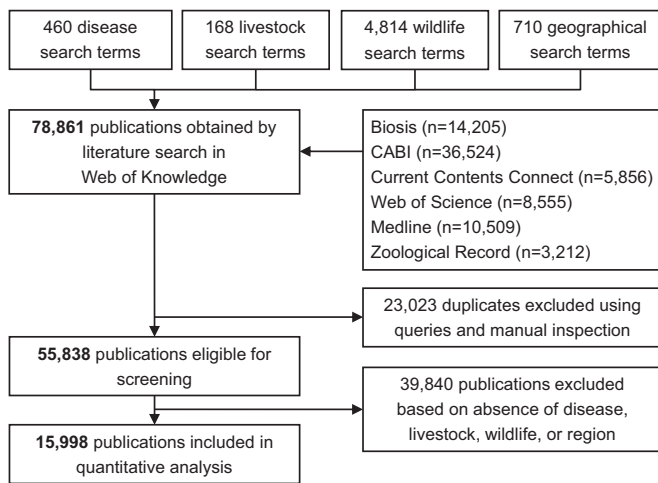 460 disease
search terms
168 livestock
search terms
4,814 wildlife
search terms
710 geographical
search terms
78,861 publications obtained by
literature search in
Web of Knowledge
Biosis (n=14,205)
CABI (n=36,524)
Current Contents Connect (n=5,856)
Web of Science (n=8,555)
Medline (n=10,509)
Zoological Record (n=3,212)
23,023 duplicates excluded using
queries and manual inspection
55,838 publications eligible for
screening
39,840 publications excluded
based on absence of disease,
livestock, wildlife, or region
15,998 publications included in
quantitative analysis